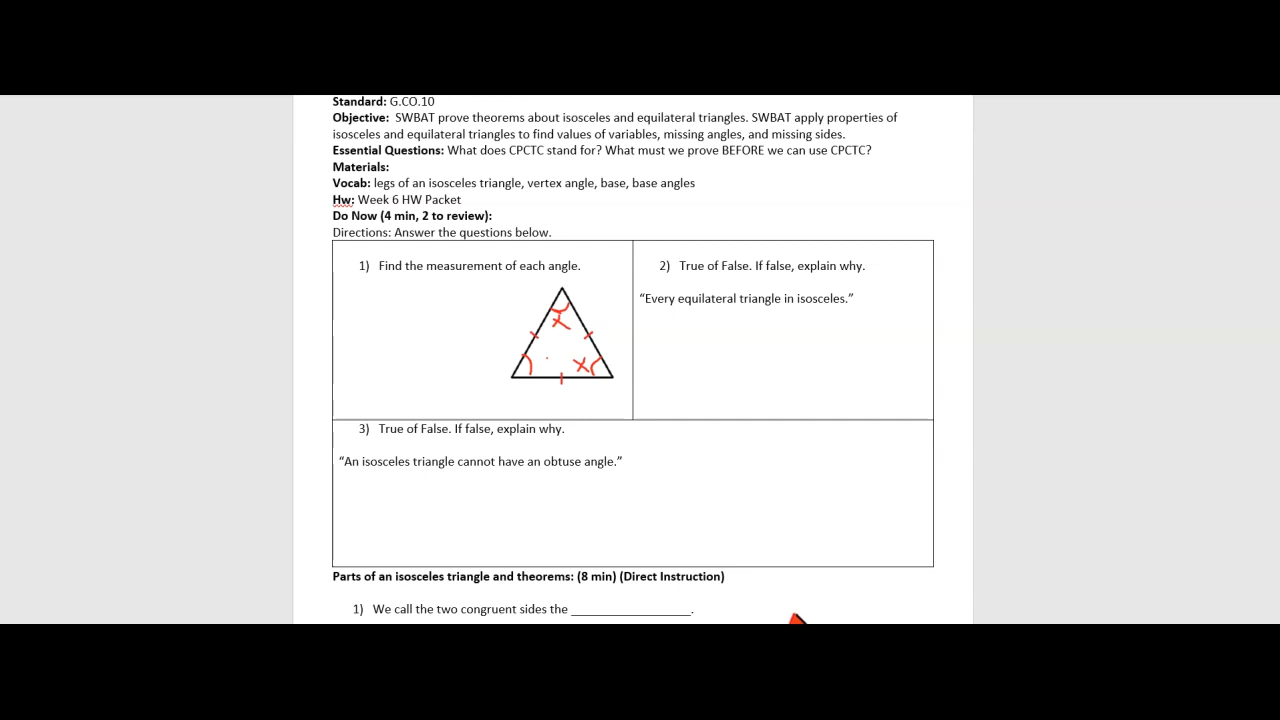 Standard: G.CO.10
Objective:  SWBAT prove theorems about isosceles and equilateral triangles. SWBAT apply properties of
isosceles and equilateral triangles to find values of variables, missing angles, and missing sides.
Essential Questions: What does CPCTC stand for? What must we prove BEFORE we can use CPCTC?
Materials:
Vocab: legs of an isosceles triangle, vertex angle, base, base angles
Hw: Week 6 HW Packet
Do Now (4 min, 2 to review):
Directions: Answer the questions below.
1) Find the measurement of each angle.
x
x
2) True of False. If false, explain why.
“Every equilateral triangle in isosceles.”
3) True of False. If false, explain why.
“An isosceles triangle cannot have an obtuse angle.”
Parts of an isosceles triangle and theorems: (8 min) (Direct Instruction)
1) We call the two congruent sides the __________________.